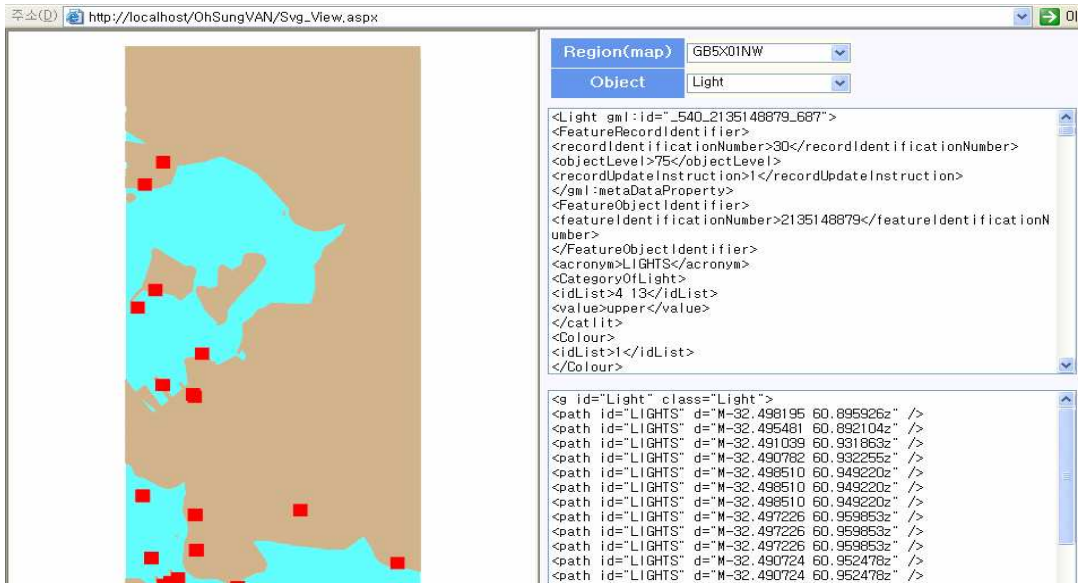 주소(D) http://localhost/OhSungVAN/Svg_View.aspx
Region(map) GB5X01NW
Object Light
<Light gml:id="_540_2135148879_687">
<FeatureRecordIdentifier>
<recordIdentificationNumber>30</recordIdentificationNumber>
<objectLevel>75</objectLevel>
<recordUpdateInstruction>1</recordUpdateInstruction>
</gml:metaDataProperty>
<FeatureObjectIdentifier>
<featureIdentificationNumber>2135148879</featureIdentificationN
umber>
</FeatureObjectIdentifier>
<acronym>LIGHTS</acronym>
<CategoryOfLight>
<idList>4 13</idList>
<value>upper</value>
</catlit>
<Colour>
<idList>1</idList>
</Colour>
<g id="Light" class="Light">
<path id="LIGHTS" d="M-32.498195 60.895926z" />
<path id="LIGHTS" d="M-32.495481 60.892104z" />
<path id="LIGHTS" d="M-32.491039 60.931863z" />
<path id="LIGHTS" d="M-32.490782 60.932255z" />
<path id="LIGHTS" d="M-32.498510 60.949220z" />
<path id="LIGHTS" d="M-32.498510 60.949220z" />
<path id="LIGHTS" d="M-32.498510 60.949220z" />
<path id="LIGHTS" d="M-32.497226 60.959853z" />
<path id="LIGHTS" d="M-32.497226 60.959853z" />
<path id="LIGHTS" d="M-32.497226 60.959853z" />
<path id="LIGHTS" d="M-32.490724 60.952478z" />
<path id="LIGHTS" d="M-32.490724 60.952478z" />